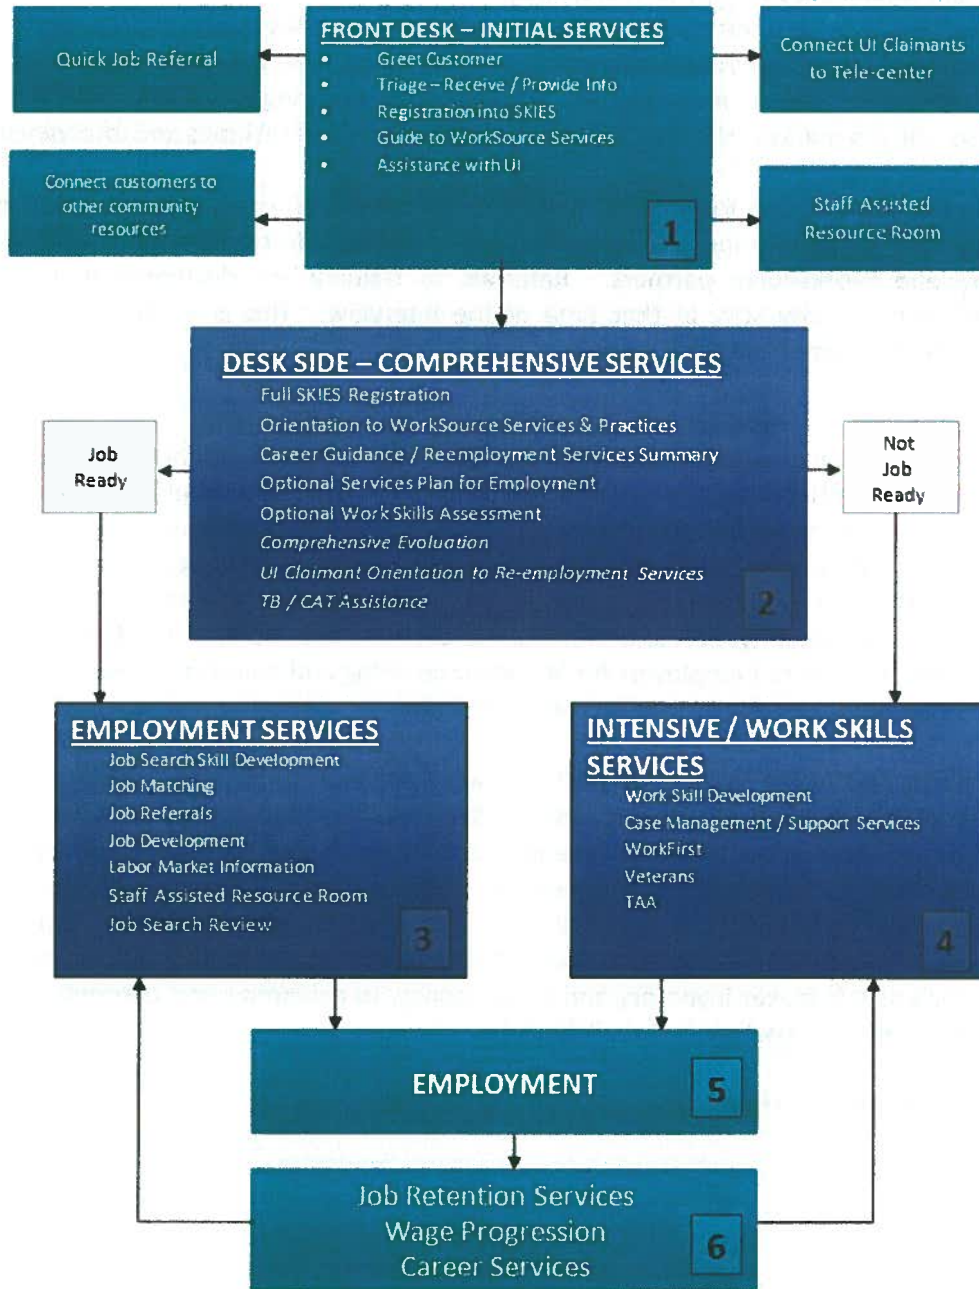 Quick Job Referral
FRONT DESK – INITIAL SERVICES
• Greet Customer
• Triage – Receive / Provide Info
• Registration into SKIES
• Guide to WorkSource Services
• Assistance with UI
1
Connect UI Claimants
to Tele-center
Connect customers to
other community
resources
Staff Assisted
Resource Room
DESK SIDE – COMPREHENSIVE SERVICES
Full SKIES Registration
Orientation to WorkSource Services & Practices
Career Guidance / Reemployment Services Summary
Optional Services Plan for Employment
Optional Work Skills Assessment
Comprehensive Evaluation
UI Claimant Orientation to Re-employment Services
TB / CAT Assistance
2
Job
Ready
Not
Job
Ready
EMPLOYMENT SERVICES
Job Search Skill Development
Job Matching
Job Referrals
Job Development
Labor Market Information
Staff Assisted Resource Room
Job Search Review
3
INTENSIVE / WORK SKILLS
SERVICES
Work Skill Development
Case Management / Support Services
WorkFirst
Veterans
TAA
4
EMPLOYMENT
5
Job Retention Services
Wage Progression
Career Services
6